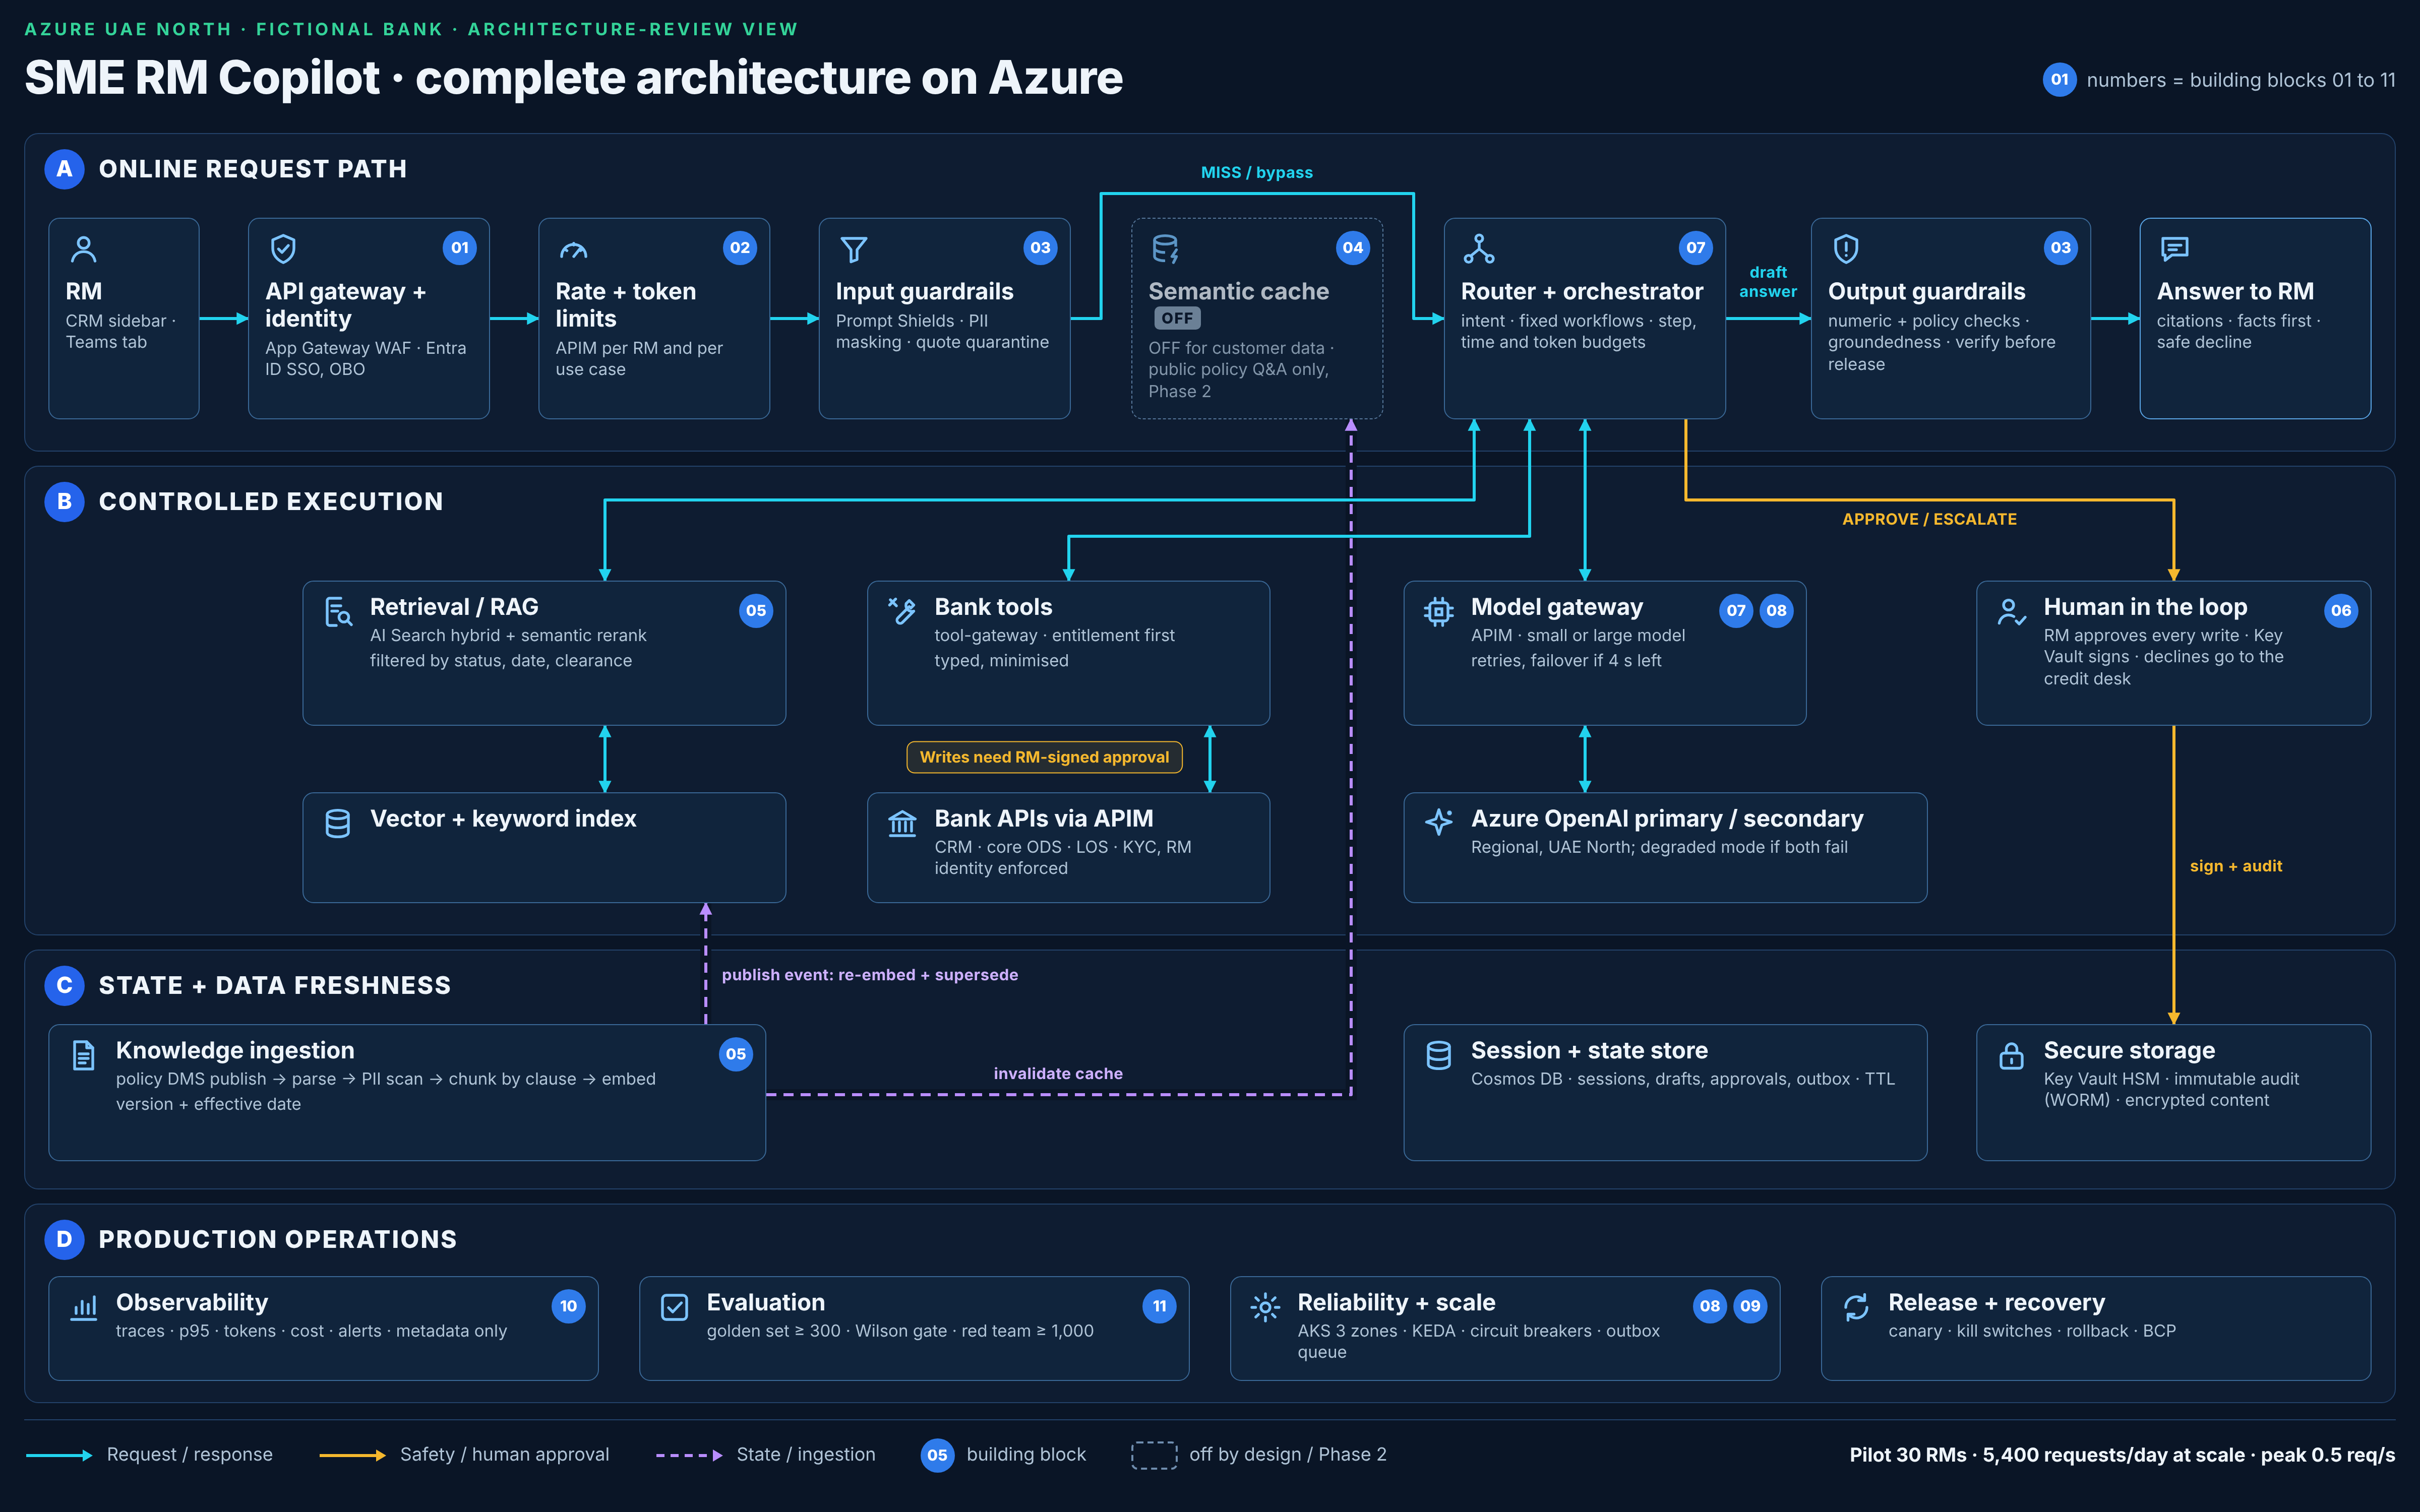 AZURE UAE NORTH · FICTIONAL BANK · ARCHITECTURE-REVIEW VIEW
SME RM Copilot · complete architecture on Azure
01 numbers = building blocks 01 to 11
A ONLINE REQUEST PATH
MISS / bypass
RM
CRM sidebar ·
Teams tab
01
API gateway +
identity
App Gateway WAF · Entra
ID SSO, OBO
02
Rate + token
limits
APIM per RM and per
use case
03
Input guardrails
Prompt Shields · PII
masking · quote quarantine
04
Semantic cache
OFF
OFF for customer data ·
public policy Q&A only,
Phase 2
07
Router + orchestrator
intent · fixed workflows · step,
time and token budgets
draft
answer
03
Output guardrails
numeric + policy checks ·
groundedness · verify before
release
Answer to RM
citations · facts first ·
safe decline
B CONTROLLED EXECUTION
APPROVE / ESCALATE
Retrieval / RAG
05
AI Search hybrid + semantic rerank
filtered by status, date, clearance
Bank tools
tool-gateway · entitlement first
typed, minimised
Model gateway
07 08
APIM · small or large model
retries, failover if 4 s left
Human in the loop
06
RM approves every write · Key
Vault signs · declines go to the
credit desk
Writes need RM-signed approval
Vector + keyword index
Bank APIs via APIM
CRM · core ODS · LOS · KYC, RM
identity enforced
Azure OpenAI primary / secondary
Regional, UAE North; degraded mode if both fail
sign + audit
C STATE + DATA FRESHNESS
publish event: re-embed + supersede
Knowledge ingestion
05
policy DMS publish → parse → PII scan → chunk by clause → embed
version + effective date
invalidate cache
Session + state store
Cosmos DB · sessions, drafts, approvals, outbox · TTL
Secure storage
Key Vault HSM · immutable audit
(WORM) · encrypted content
D PRODUCTION OPERATIONS
Observability
10
traces · p95 · tokens · cost · alerts · metadata only
Evaluation
11
golden set ≥ 300 · Wilson gate · red team ≥ 1,000
Reliability + scale
08 09
AKS 3 zones · KEDA · circuit breakers · outbox
queue
Release + recovery
canary · kill switches · rollback · BCP
Request / response
Safety / human approval
State / ingestion
05 building block
off by design / Phase 2
Pilot 30 RMs · 5,400 requests/day at scale · peak 0.5 req/s